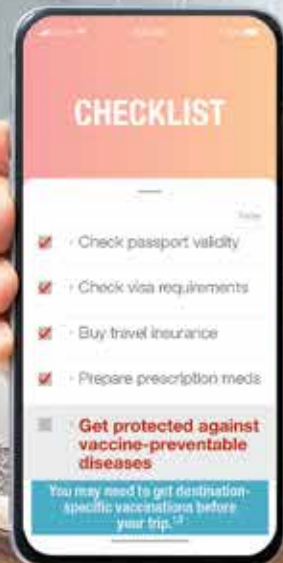 CHECKLIST
Today
· Check passport validity
· Check visa requirements
· Buy travel insurance
· Prepare prescription meds
· Get protected against
vaccine-preventable
diseases
You may need to get destination-
specific vaccinations before
your trip.